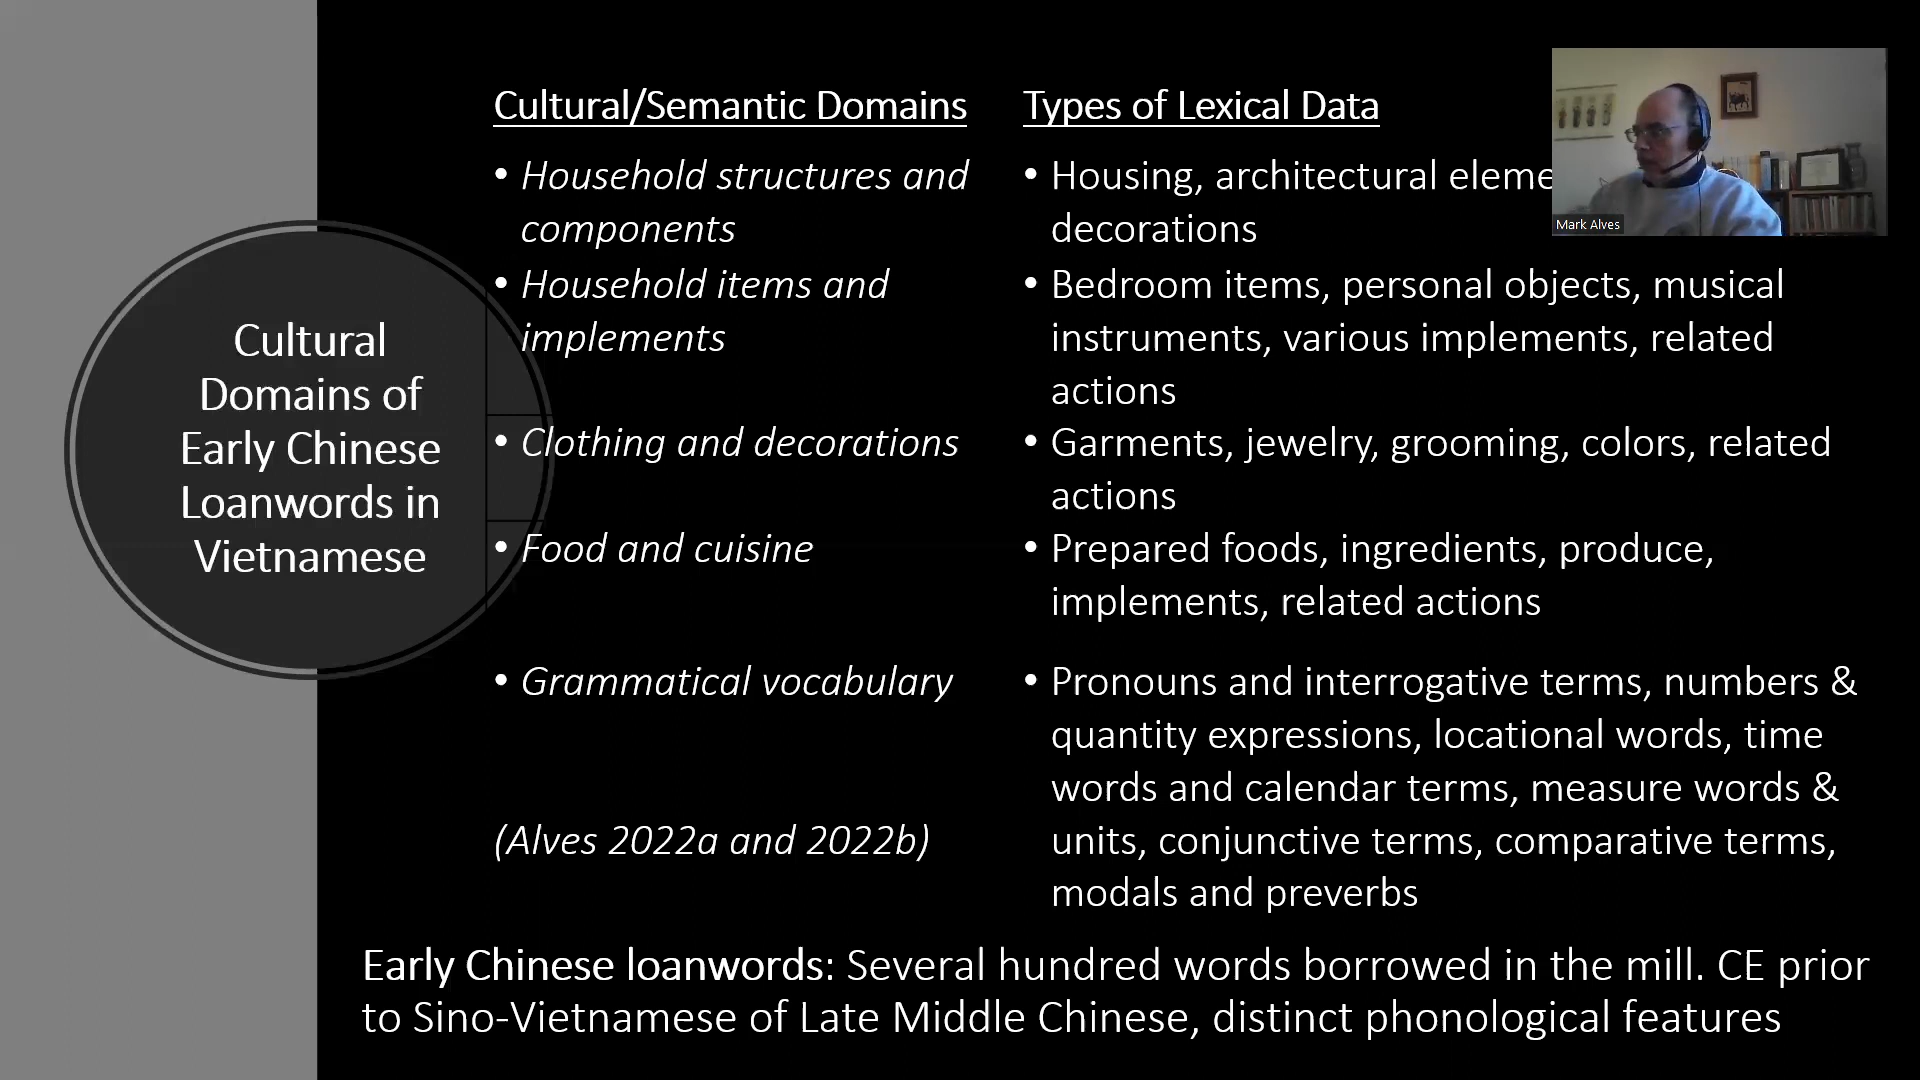 Cultural
Domains of
Early Chinese
Loanwords in
Vietnamese
Cultural/Semantic Domains
• Household structures and
components
• Household items and
implements
• Clothing and decorations
• Food and cuisine
• Grammatical vocabulary
(Alves 2022a and 2022b)
Types of Lexical Data
• Housing, architectural eleme
decorations
• Bedroom items, personal objects, musical
instruments, various implements, related
actions
• Garments, jewelry, grooming, colors, related
actions
• Prepared foods, ingredients, produce,
implements, related actions
• Pronouns and interrogative terms, numbers &
quantity expressions, locational words, time
words and calendar terms, measure words &
units, conjunctive terms, comparative terms,
modals and preverbs
Early Chinese loanwords: Several hundred words borrowed in the mill. CE prior
to Sino-Vietnamese of Late Middle Chinese, distinct phonological features
Mark Alves